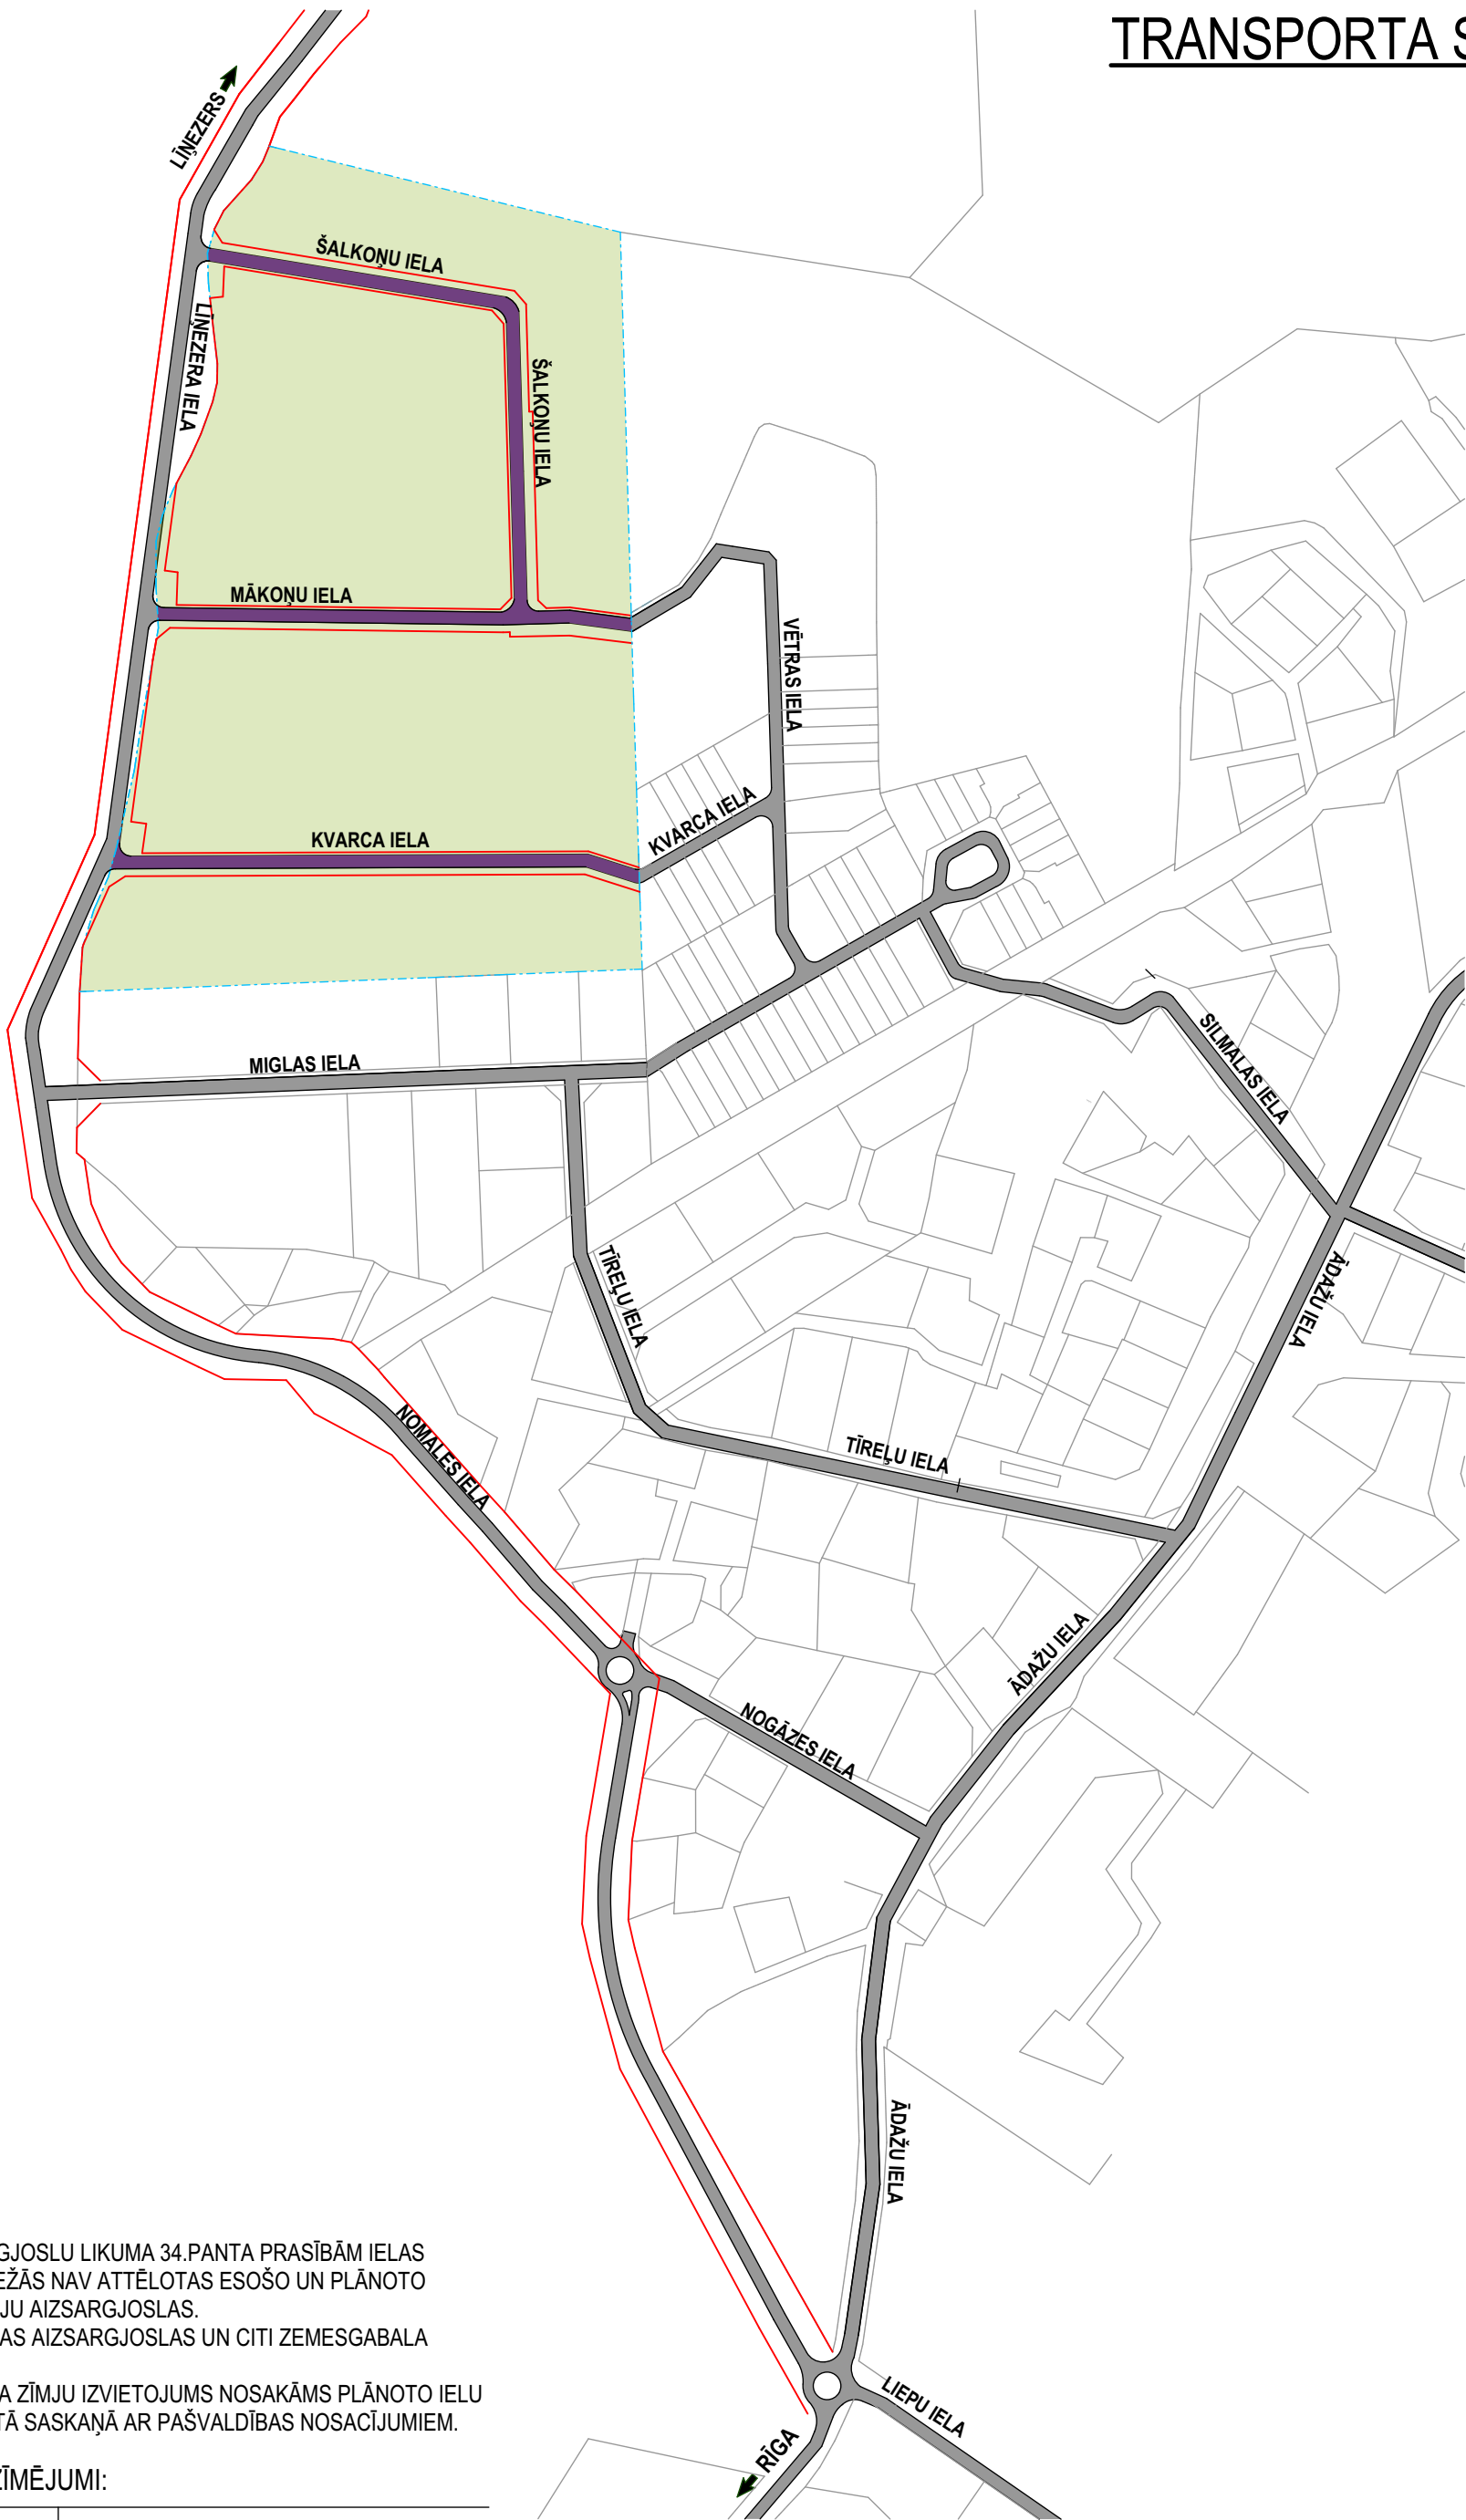 TRANSPORTA S
LĪŅEZERS
ŠALKOŅU IELA
LĪŅEZERA IELA
ŠALKOŅU IELA
MĀKOŅU IELA
VĒTRAS IELA
KVARCA IELA
KVARCA IELA
MIGLAS IELA
SILMALAS IELA
TĪREĻU IELA
ĀDAŽU IELA
NOMALES IELA
TĪREĻU IELA
ĀDAŽU IELA
NOGĀZES IELA
ĀDAŽU IELA
GJOSLU LIKUMA 34.PANTA PRASĪBĀM IELAS
EŽĀS NAV ATTĒLOTAS ESOŠO UN PLĀNOTO
JU AIZSARGJOSLAS.
AS AIZSARGJOSLAS UN CITI ZEMESGABALA
A ZĪMJU IZVIETOJUMS NOSAKĀMS PLĀNOTO IELU
TĀ SASKAŅĀ AR PAŠVALDĪBAS NOSACĪJUMIEM.
LIEPU IELA
RĪGA
ZĪMĒJUMI: